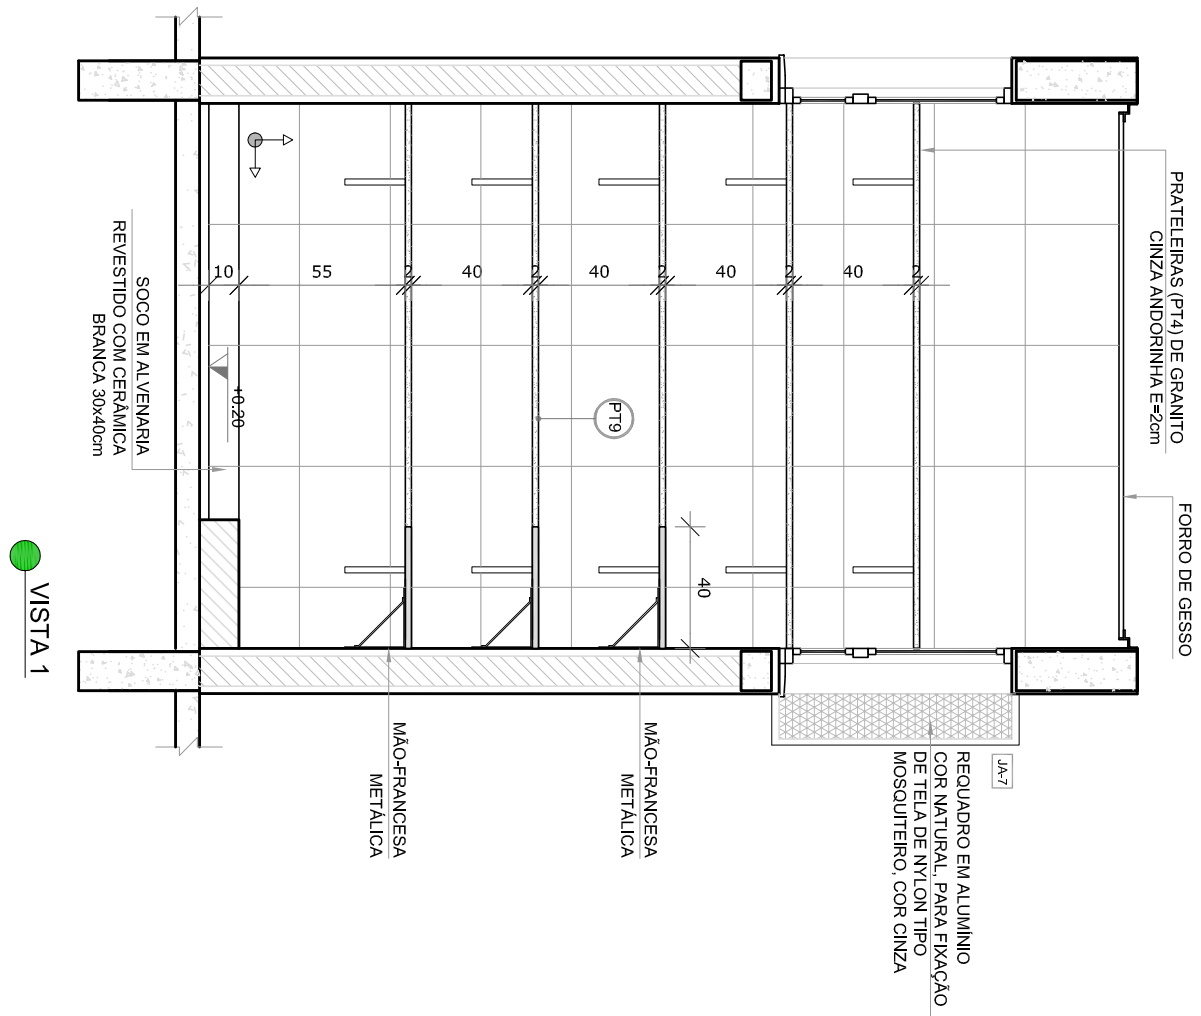 PRATELEIRAS (PT4) DE GRANITO
CINZA ANDORINHA E=2cm
FORRO DE GESSO
JA-7
REQUADRO EM ALUMÍNIO
COR NATURAL, PARA FIXAÇÃO
DE TELA DE NYLON TIPO
MOSQUITEIRO, COR CINZA
2
40
2
40
2
40
2
40
2
55
10
PT9
40
MÃO-FRANCESA
METÁLICA
MÃO-FRANCESA
METÁLICA
+0.20
SOCO EM ALVENARIA
REVESTIDO COM CERÂMICA
BRANCA 30x40cm
VISTA 1